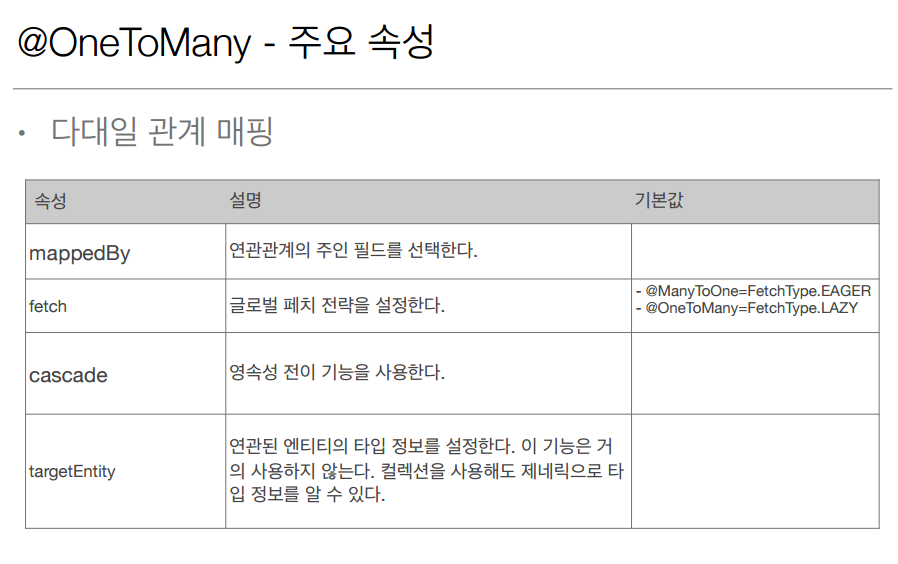 @OneToMany - 주요 속성
• 다대일 관계 매핑
속성 설명 기본값
mappedBy 연관관계의 주인 필드를 선택한다.
fetch 글로벌 페치 전략을 설정한다. - @ManyToOne=FetchType.EAGER
- @OneToMany=FetchType.LAZY
cascade 영속성 전이 기능을 사용한다.
targetEntity 연관된 엔티티의 타입 정보를 설정한다. 이 기능은 거
의 사용하지 않는다. 컬렉션을 사용해도 제네릭으로 타
입 정보를 알 수 있다.